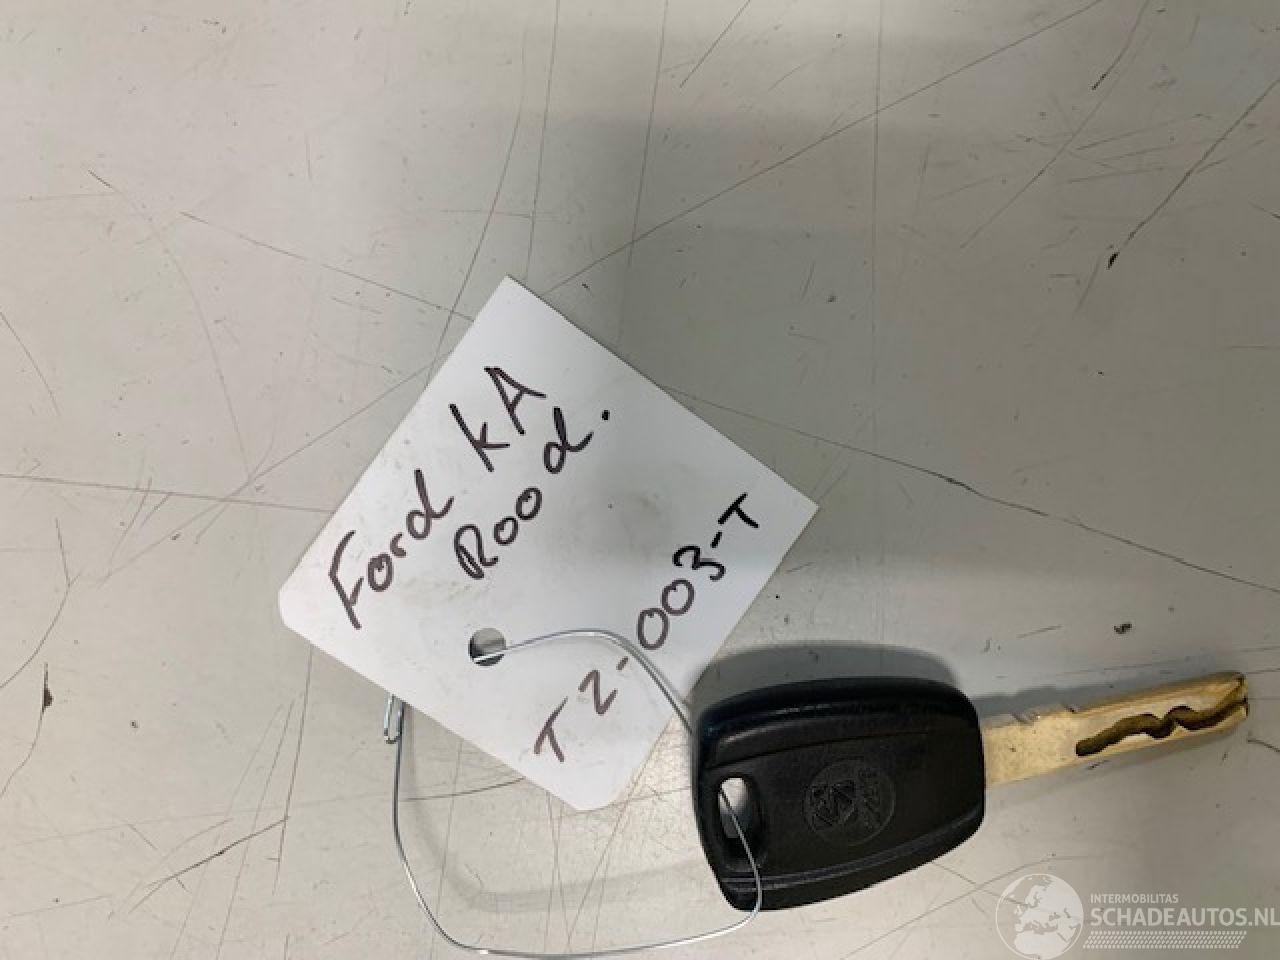 Ford KA
Rood.
TZ-003-T
INTERMOBILITAS
SCHADEAUTOS.NL